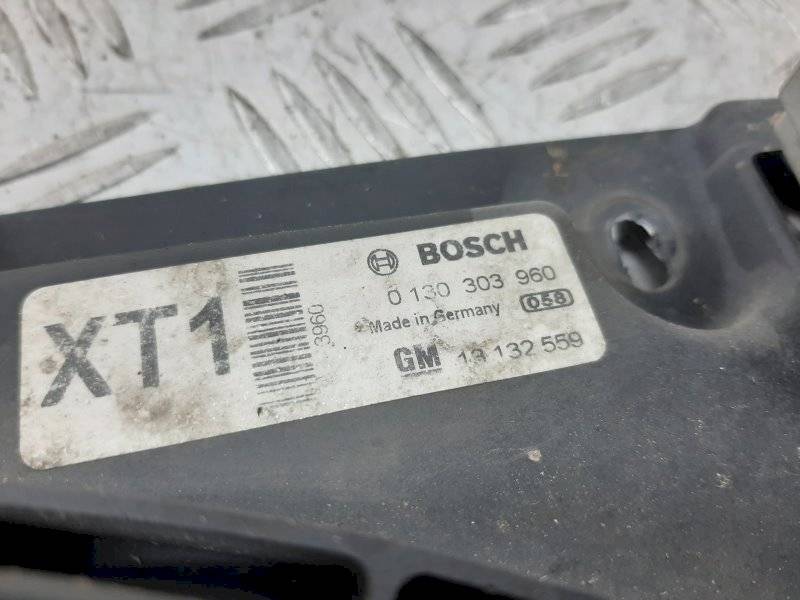 XT1
3960
BOSCH
0 130 303 960
Made in Germany 058
GM 13 132 559